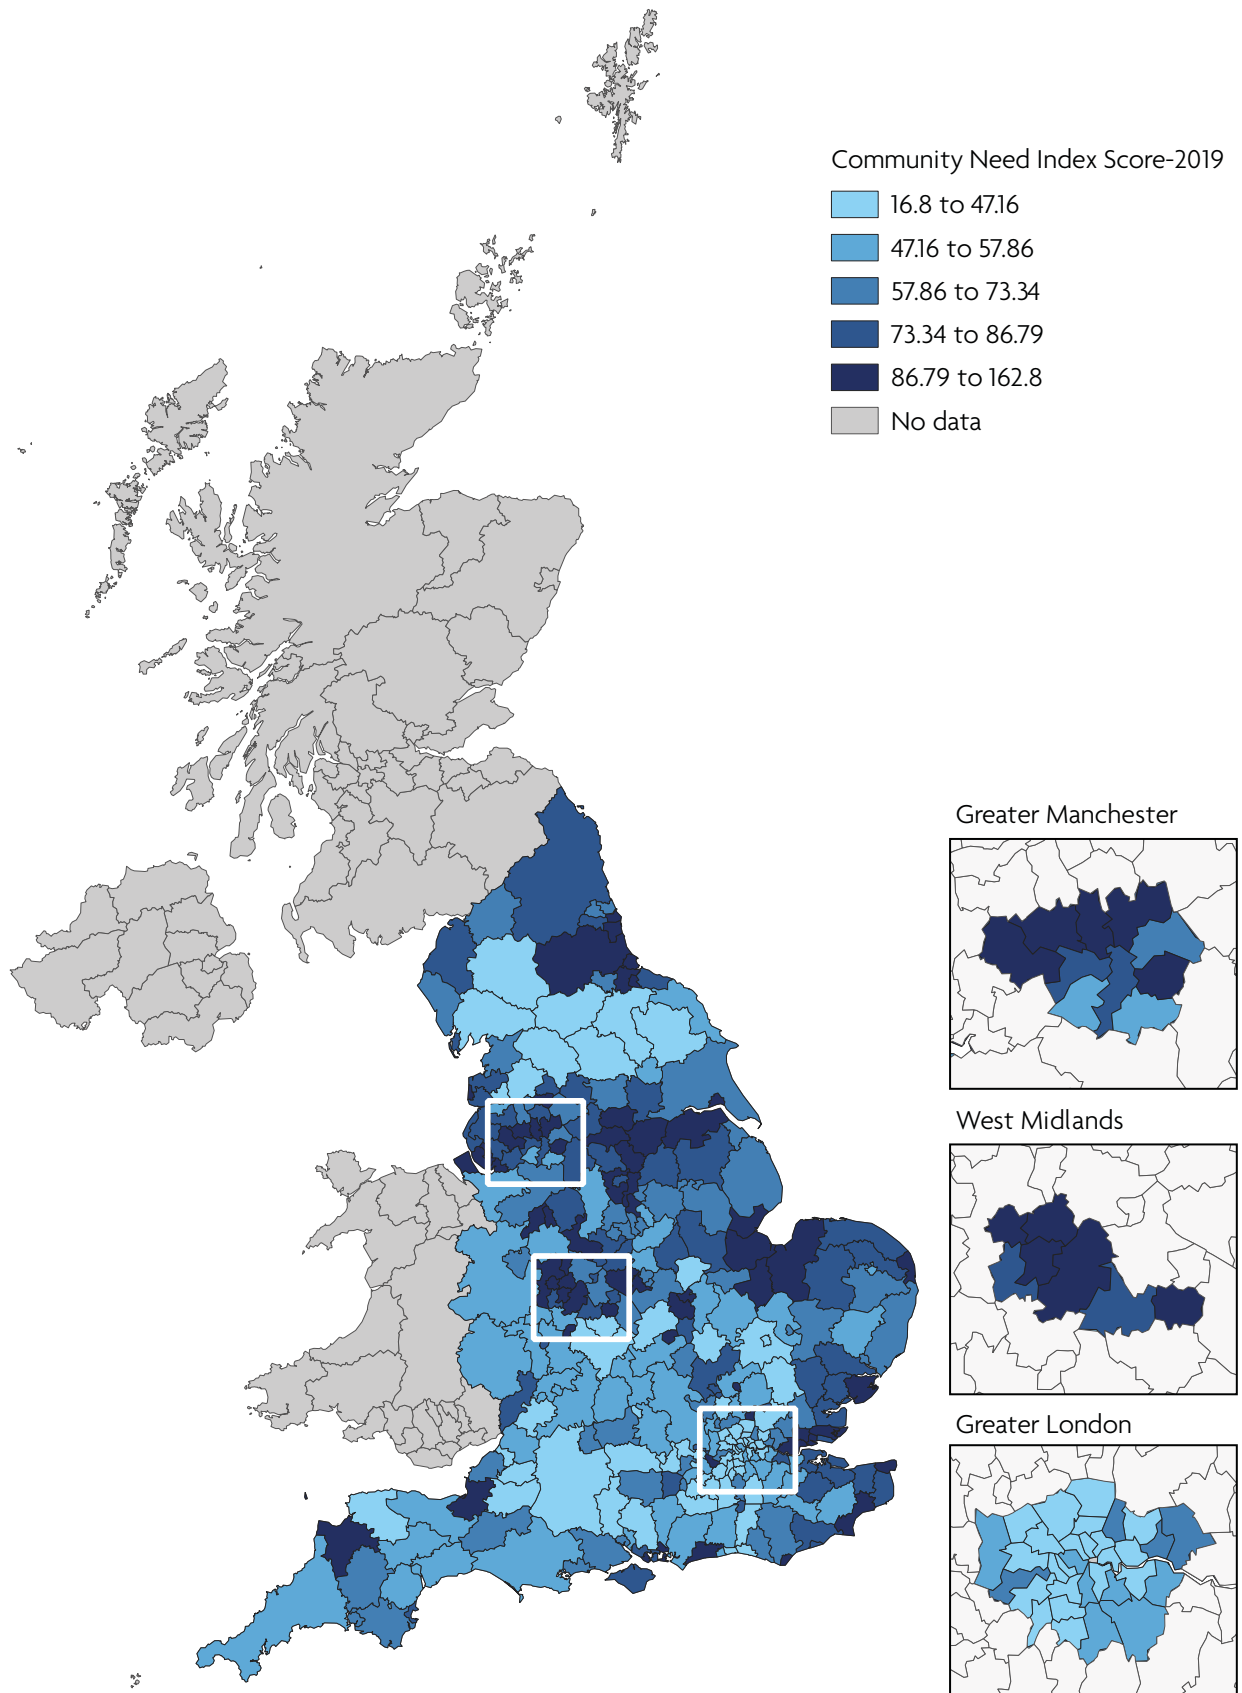 Community Need Index Score-2019
16.8 to 47.16
47.16 to 57.86
57.86 to 73.34
73.34 to 86.79
86.79 to 162.8
No data
Greater Manchester
West Midlands
Greater London